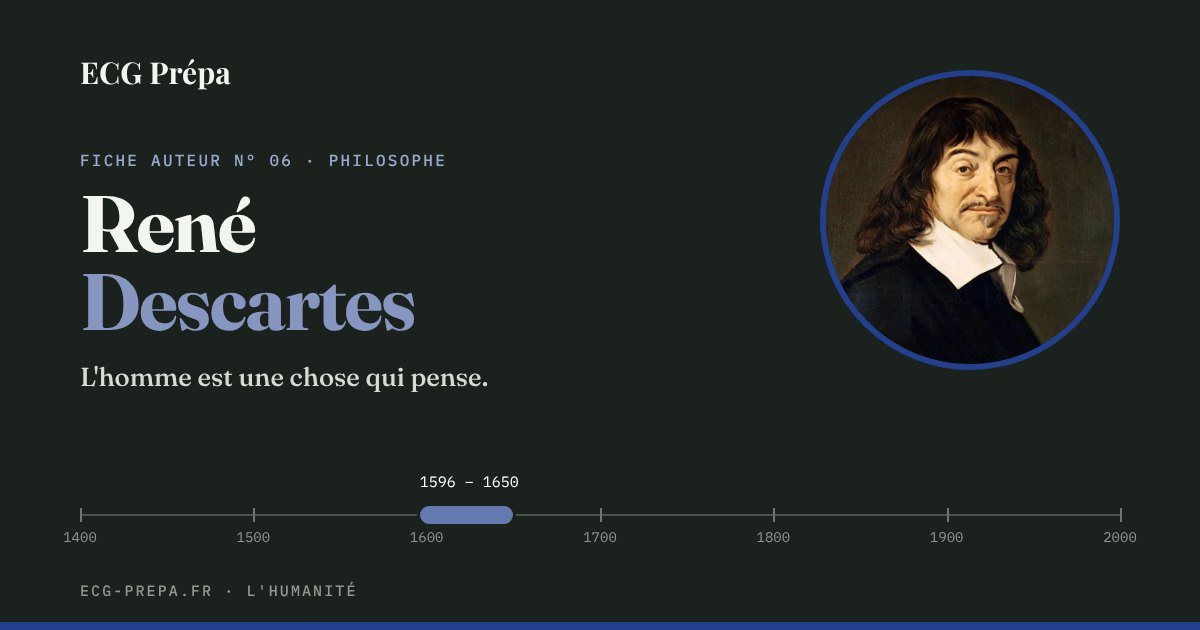 ECG Prépa
FICHE AUTEUR N° 06 · PHILOSOPHE
René
Descartes
L'homme est une chose qui pense.
1596 – 1650
1400 1500 1600 1700 1800 1900 2000
ECG-PREPA.FR · L'HUMANITÉ